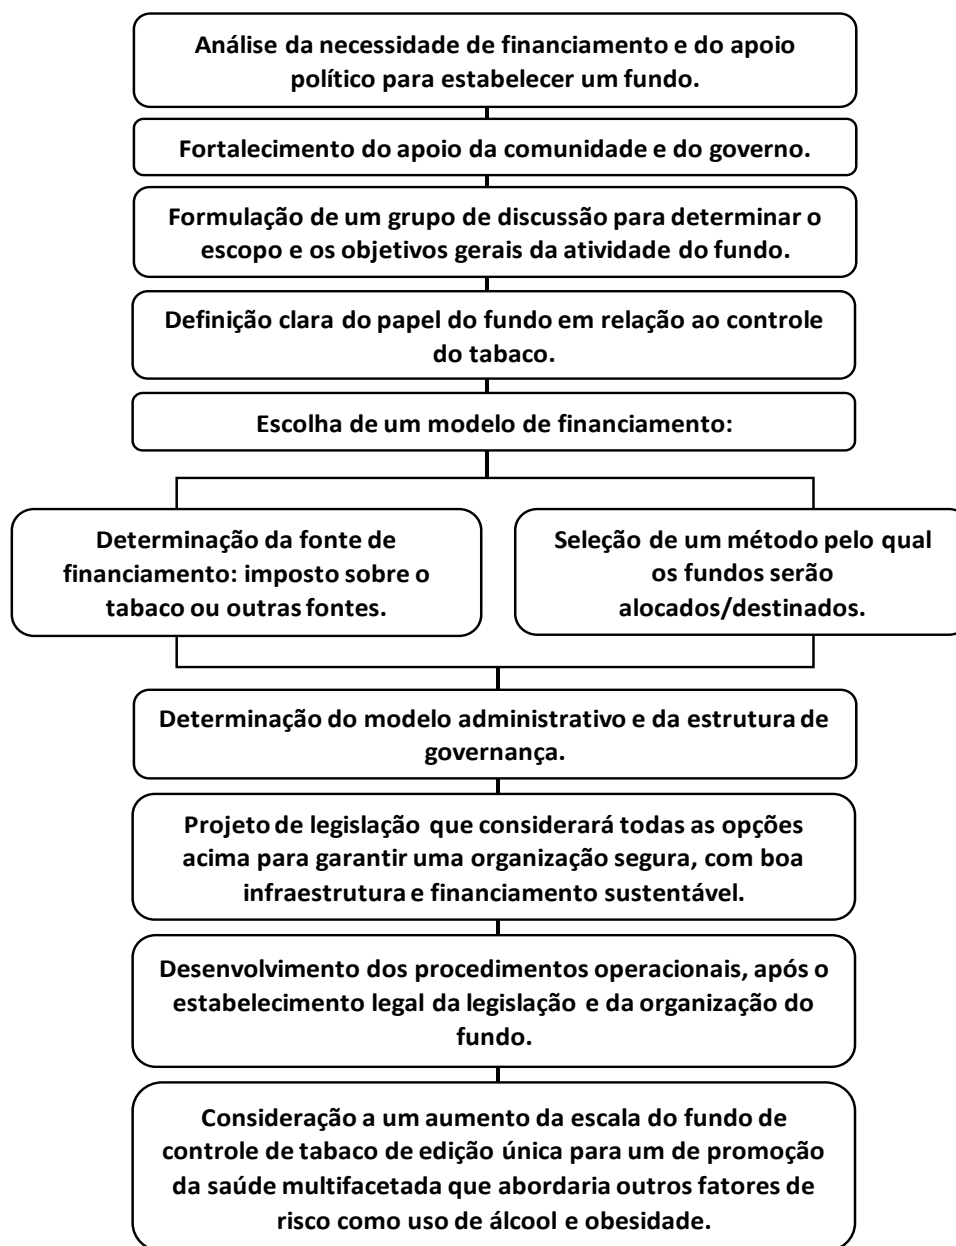 Análise da necessidade de financiamento e do apoio
político para estabelecer um fundo.
Fortalecimento do apoio da comunidade e do governo.
Formulação de um grupo de discussão para determinar o
escopo e os objetivos gerais da atividade do fundo.
Definição clara do papel do fundo em relação ao controle
do tabaco.
Escolha de um modelo de financiamento:
Determinação da fonte de
financiamento: imposto sobre o
tabaco ou outras fontes.
Seleção de um método pelo qual
os fundos serão
alocados/destinados.
Determinação do modelo administrativo e da estrutura de
governança.
Projeto de legislação que considerará todas as opções
acima para garantir uma organização segura, com boa
infraestrutura e financiamento sustentável.
Desenvolvimento dos procedimentos operacionais, após o
estabelecimento legal da legislação e da organização do
fundo.
Consideração a um aumento da escala do fundo de
controle de tabaco de edição única para um de promoção
da saúde multifacetada que abordaria outros fatores de
risco como uso de álcool e obesidade.